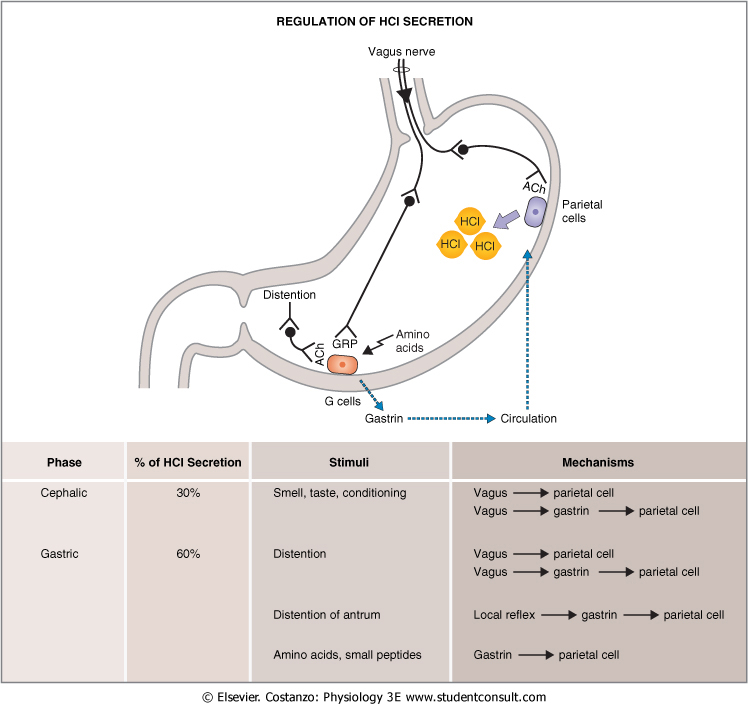 REGULATION OF HCl SECRETION
Vagus nerve
ACh
Parietal
cells
HCl
HCl
HCl
Distention
ACh
GRP
Amino
acids
G cells
Gastrin
Circulation
Phase % of HCl Secretion Stimuli Mechanisms
Cephalic 30% Smell, taste, conditioning Vagus → parietal cell
Vagus → gastrin → parietal cell
Gastric 60% Distention Vagus → parietal cell
Vagus → gastrin → parietal cell
Distention of antrum Local reflex → gastrin → parietal cell
Amino acids, small peptides Gastrin → parietal cell
© Elsevier. Costanzo: Physiology 3E www.studentconsult.com